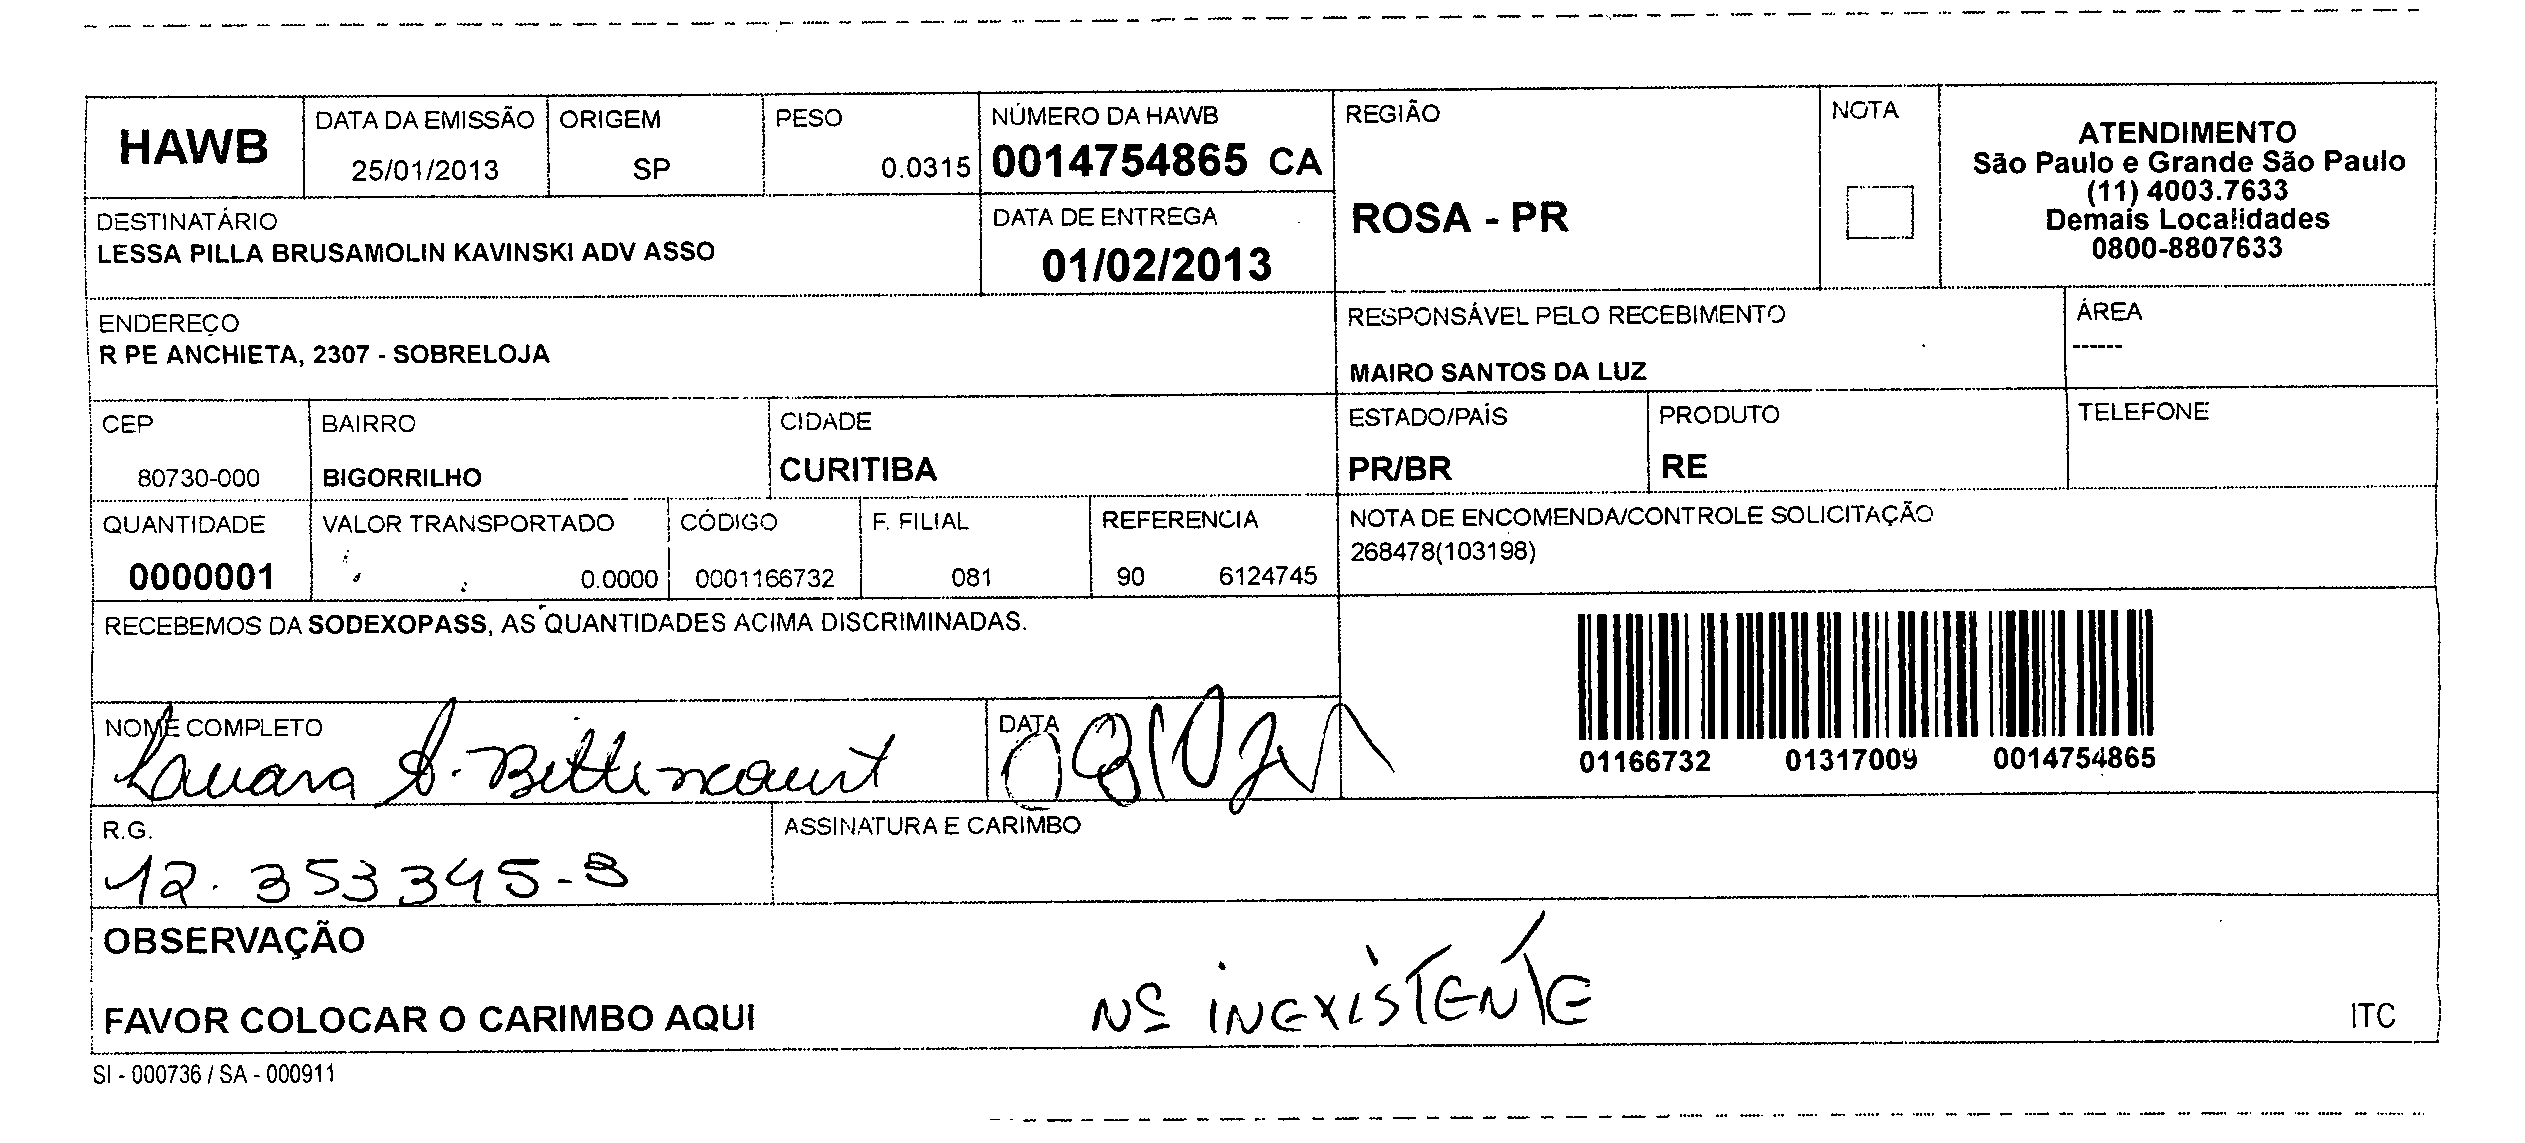 HAWB
DATA DA EMISSÃO
25/01/2013
ORIGEM
SP
PESO
0.0315
NÚMERO DA HAWB
0014754865 CA
REGIÃO
ROSA - PR
NOTA
ATENDIMENTO
São Paulo e Grande São Paulo
(11) 4003.7633
Demais Localidades
0800-8807633
DESTINATÁRIO
LESSA PILLA BRUSAMOLIN KAVINSKI ADV ASSO
DATA DE ENTREGA
01/02/2013
ENDEREÇO
R PE ANCHIETA, 2307 - SOBRELOJA
RESPONSÁVEL PELO RECEBIMENTO
MAIRO SANTOS DA LUZ
ÁREA
------
CEP
80730-000
BAIRRO
BIGORRILHO
CIDADE
CURITIBA
ESTADO/PAÍS
PR/BR
PRODUTO
RE
TELEFONE
QUANTIDADE
0000001
VALOR TRANSPORTADO
0.0000
CÓDIGO
0001166732
F. FILIAL
081
REFERENCIA
90 6124745
NOTA DE ENCOMENDA/CONTROLE SOLICITAÇÃO
268478(103198)
RECEBEMOS DA SODEXOPASS, AS QUANTIDADES ACIMA DISCRIMINADAS.
01166732 01317009 0014754865
NOME COMPLETO
A. Bittencourt
DATA
R.G.
12.353345-3
ASSINATURA E CARIMBO
OBSERVAÇÃO
FAVOR COLOCAR O CARIMBO AQUI
Nº INEXISTENTE
ITC
SI - 000736 / SA - 000911